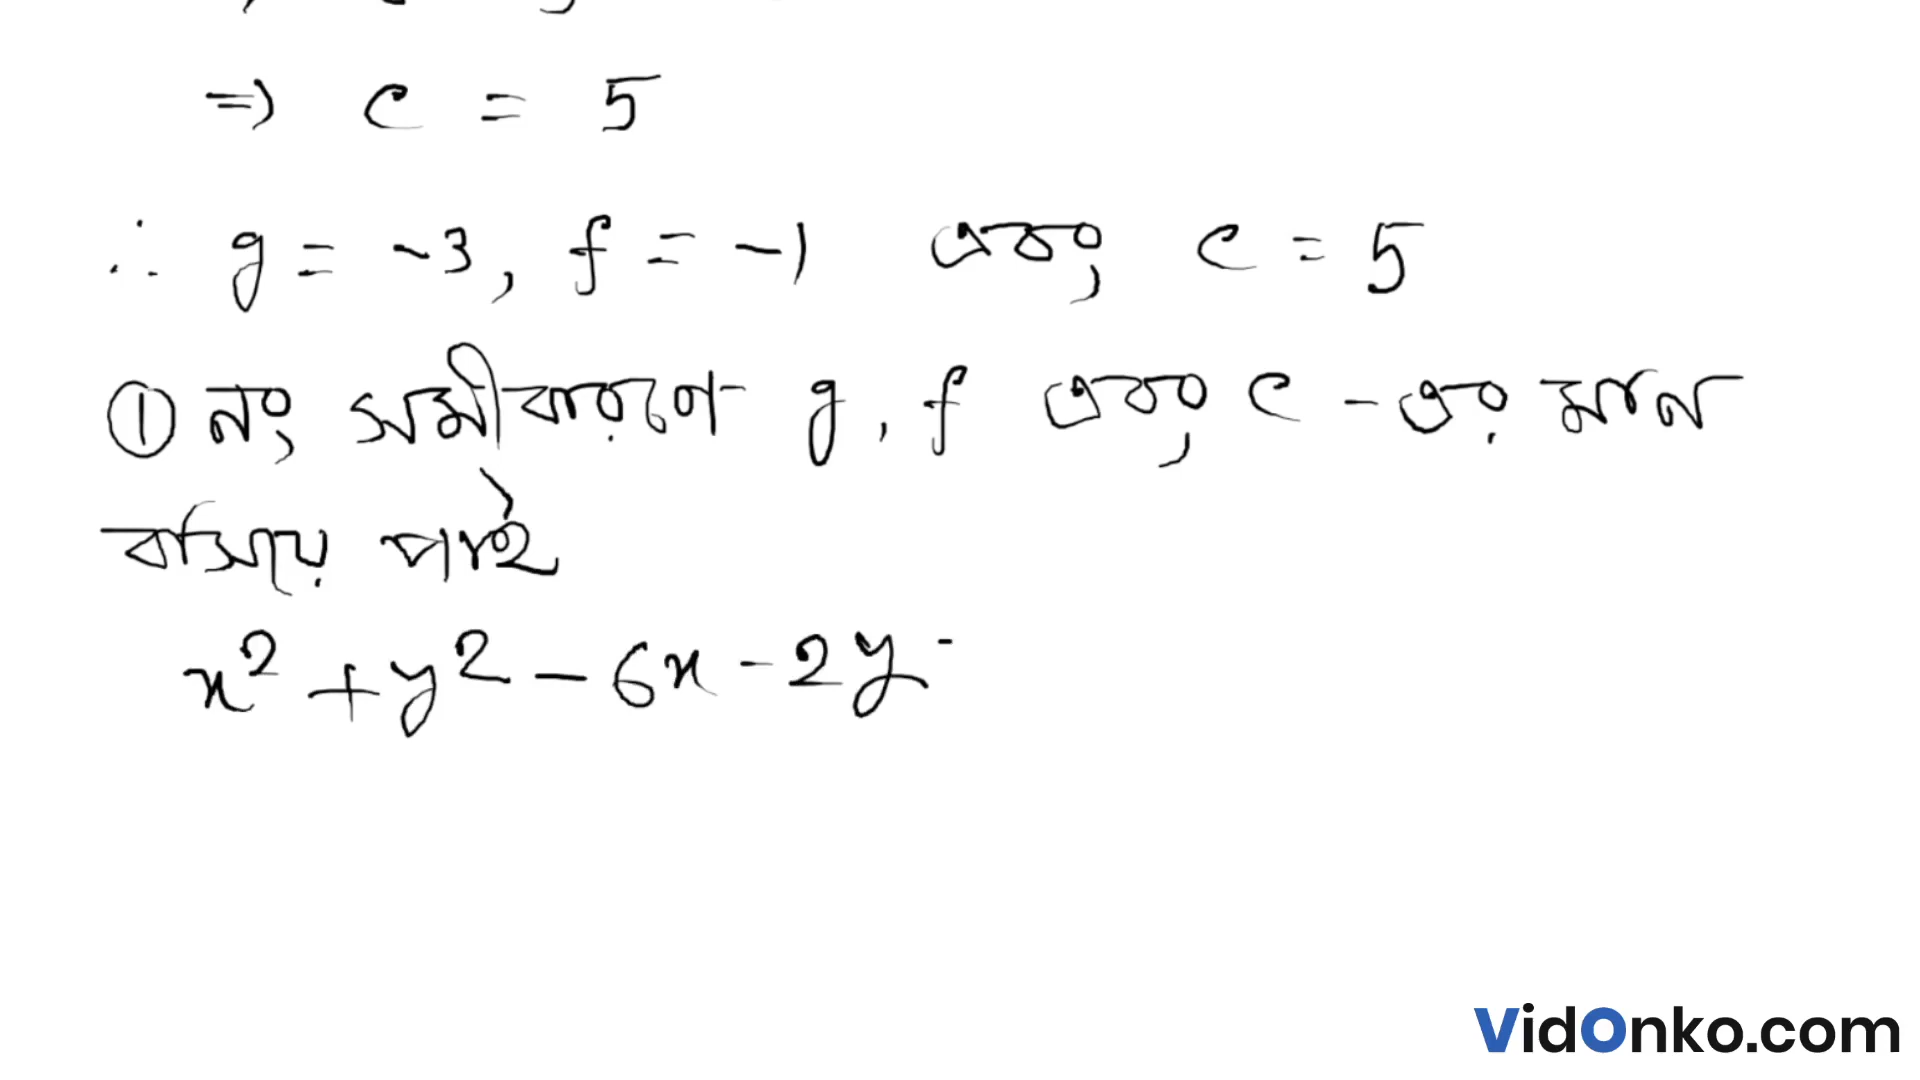 ⇒ c = 5
∴ g = -3, f = -1 এবং c = 5
① নং সমীকরণে g, f এবং c -এর মান
বসিয়ে পাই
x² + y² - 6x - 2y -
VidOnko.com